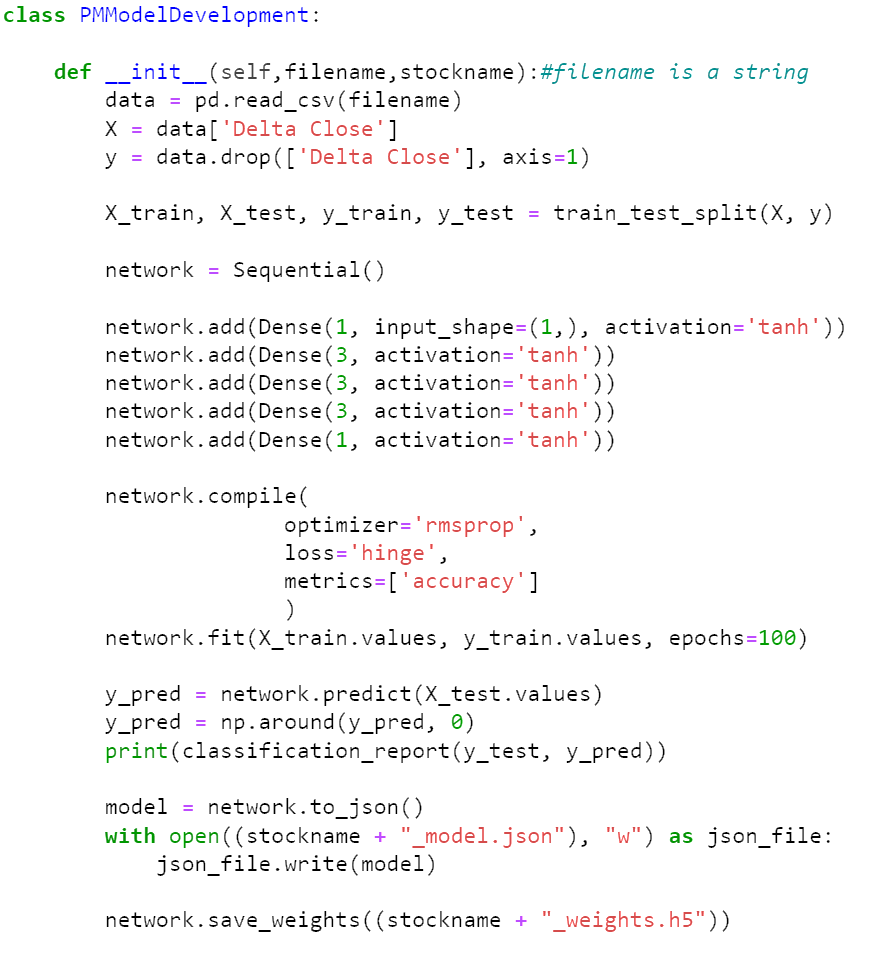 class PMModelDevelopment:
    def __init__(self,filename,stockname):#filename is a string
        data = pd.read_csv(filename)
        X = data['Delta Close']
        y = data.drop(['Delta Close'], axis=1)
        X_train, X_test, y_train, y_test = train_test_split(X, y)
        network = Sequential()
        network.add(Dense(1, input_shape=(1,), activation='tanh'))
        network.add(Dense(3, activation='tanh'))
        network.add(Dense(3, activation='tanh'))
        network.add(Dense(3, activation='tanh'))
        network.add(Dense(1, activation='tanh'))
        network.compile(
                      optimizer='rmsprop',
                      loss='hinge',
                      metrics=['accuracy']
                      )
        network.fit(X_train.values, y_train.values, epochs=100)
        y_pred = network.predict(X_test.values)
        y_pred = np.around(y_pred, 0)
        print(classification_report(y_test, y_pred))
        model = network.to_json()
        with open((stockname + "_model.json"), "w") as json_file:
            json_file.write(model)
        network.save_weights((stockname + "_weights.h5"))